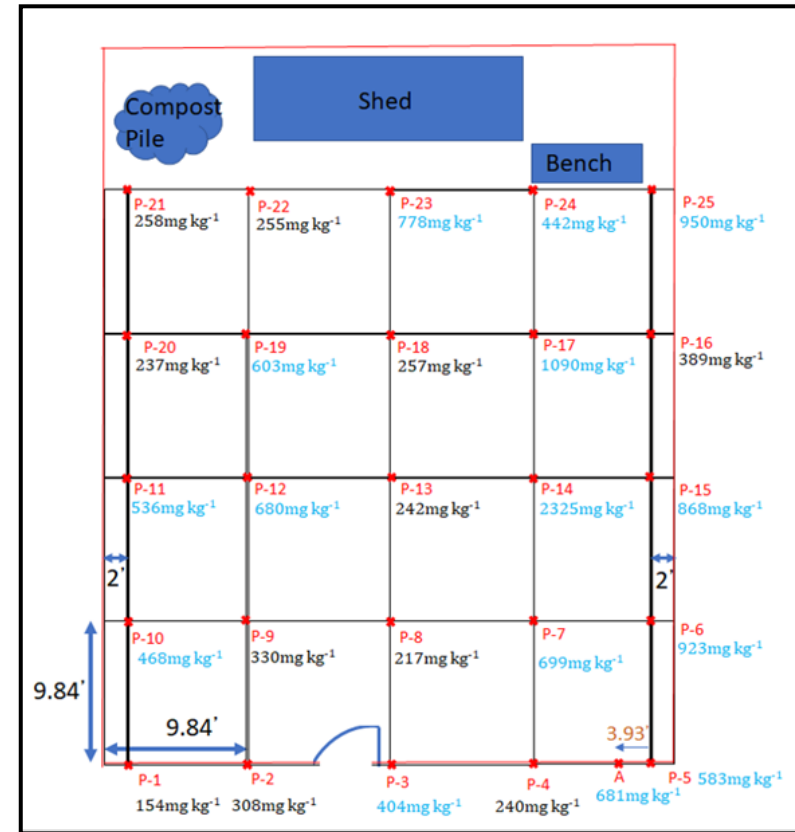 Compost
Pile
Shed
Bench
P-21
258mg kg⁻¹
P-22
255mg kg⁻¹
P-23
778mg kg⁻¹
P-24
442mg kg⁻¹
P-25
950mg kg⁻¹
P-20
237mg kg⁻¹
P-19
603mg kg⁻¹
P-18
257mg kg⁻¹
P-17
1090mg kg⁻¹
P-16
389mg kg⁻¹
P-11
536mg kg⁻¹
P-12
680mg kg⁻¹
P-13
242mg kg⁻¹
P-14
2325mg kg⁻¹
P-15
868mg kg⁻¹
2'
2'
P-10
468mg kg⁻¹
P-9
330mg kg⁻¹
P-8
217mg kg⁻¹
P-7
699mg kg⁻¹
P-6
923mg kg⁻¹
9.84'
9.84'
3.93'
P-1
154mg kg⁻¹
P-2
308mg kg⁻¹
P-3
404mg kg⁻¹
P-4
240mg kg⁻¹
A
681mg kg⁻¹
P-5 583mg kg⁻¹